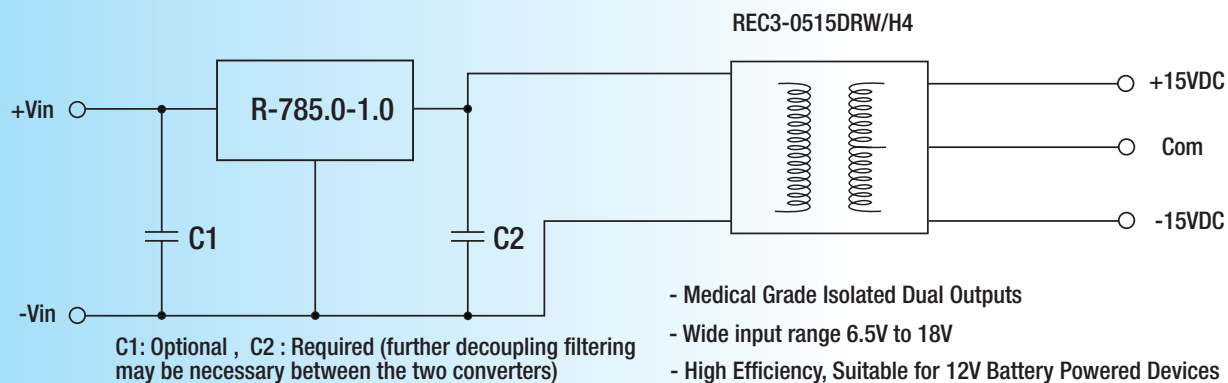 REC3-0515DRW/H4
+Vin
R-785.0-1.0
+15VDC
Com
-15VDC
C1
C2
-Vin
C1: Optional , C2 : Required (further decoupling filtering
may be necessary between the two converters)
- Medical Grade Isolated Dual Outputs
- Wide input range 6.5V to 18V
- High Efficiency, Suitable for 12V Battery Powered Devices